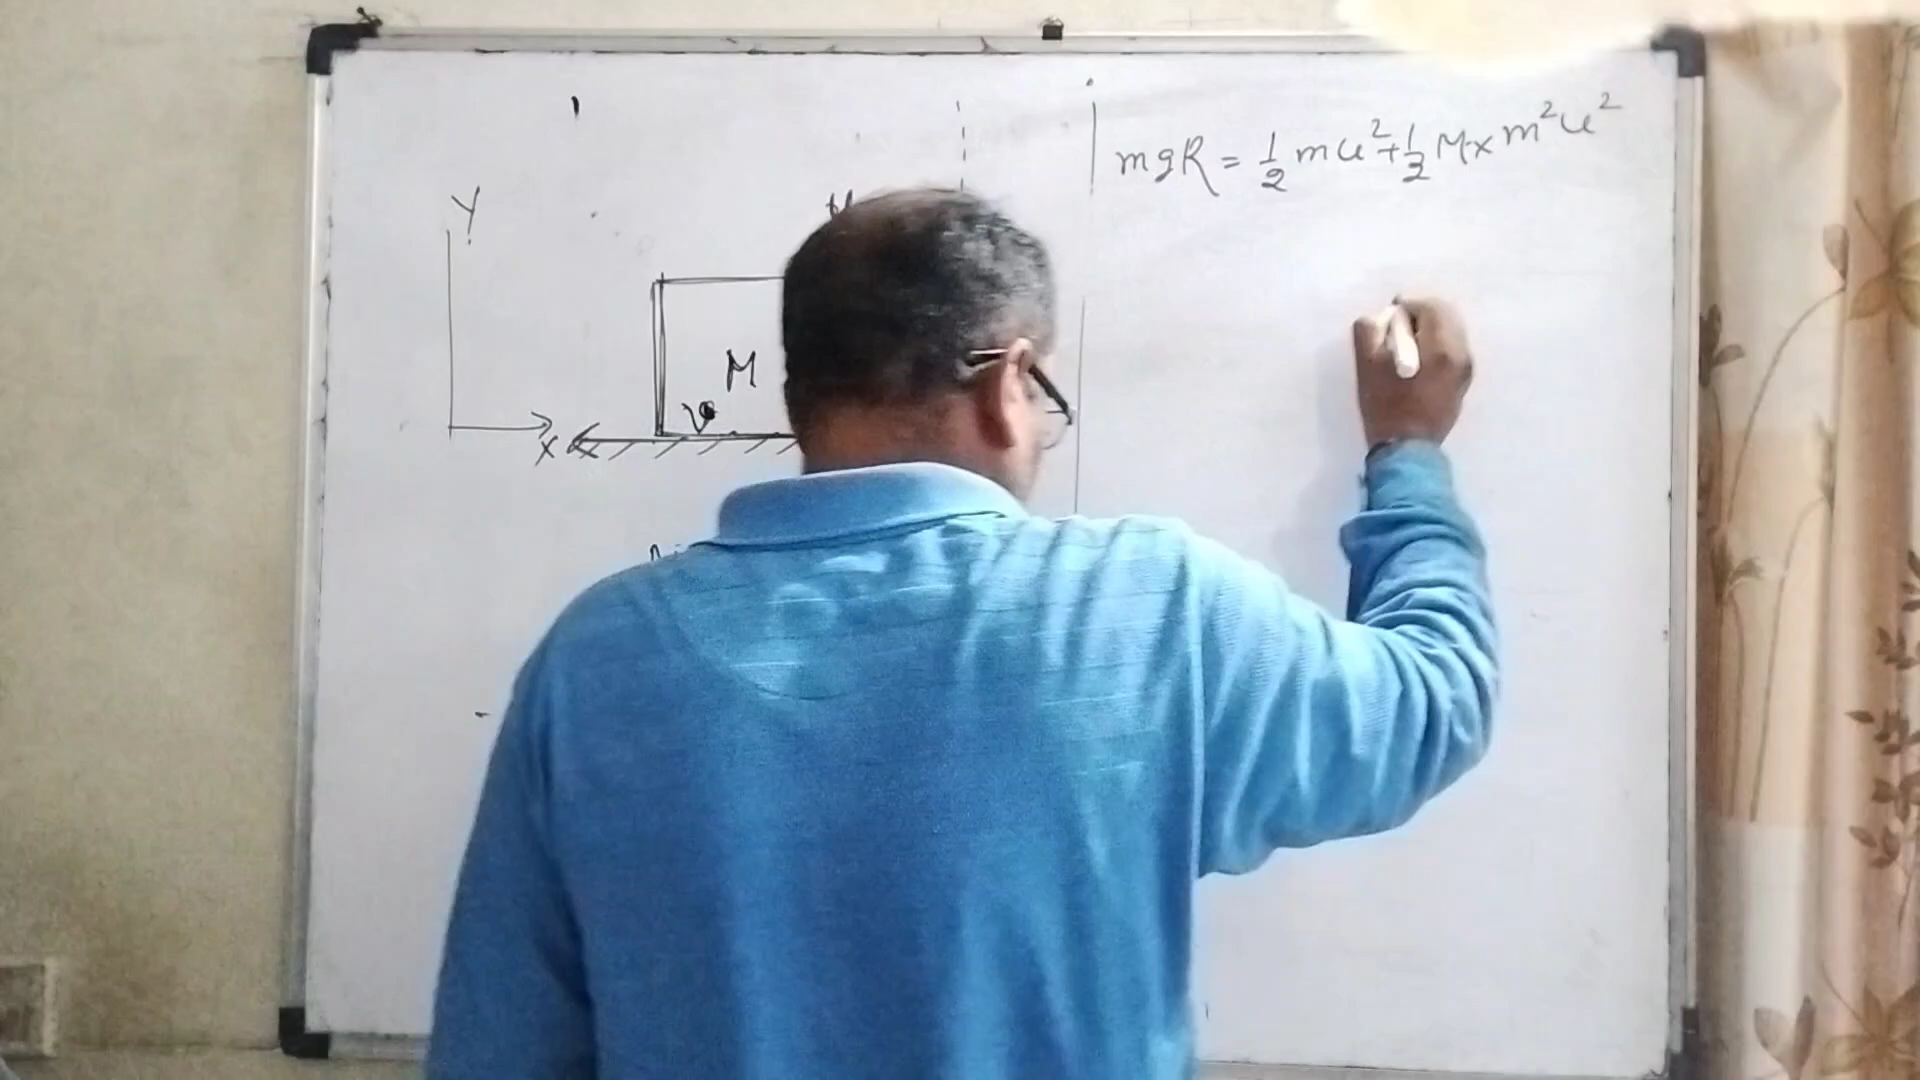 mgR = 1/2 mu² + 1/2 M × m²u²
Y
M
V
X